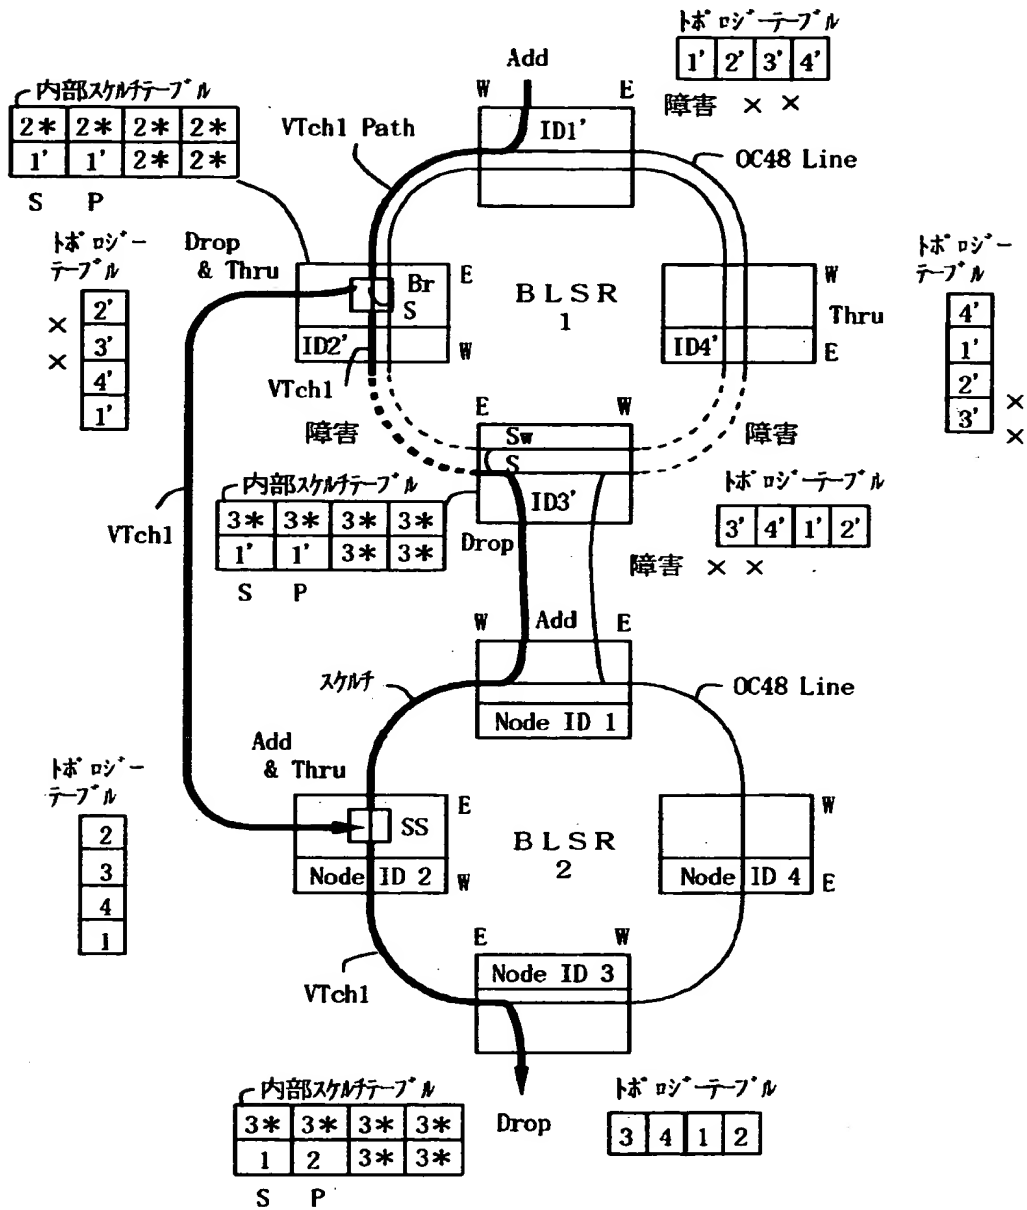 トポロジーテーブル
1' 2' 3' 4'
障害 × ×
Add
W E
ID1'
内部スケルチテーブル
2* 2* 2* 2*
1' 1' 2* 2*
S P
VTch1 Path
OC48 Line
トポロジー
テーブル
2'
×
3'
×
4'
1'
Drop
& Thru
E
Br
S
ID2'
W
VTch1
BLSR
1
W
Thru
ID4'
E
トポロジー
テーブル
4'
1'
2'
×
3'
×
障害
E W
Sw
S
ID3'
障害
内部スケルチテーブル
3* 3* 3* 3*
1' 1' 3* 3*
S P
Drop
トポロジーテーブル
3' 4' 1' 2'
障害 × ×
VTch1
W Add E
Node ID 1
スケルチ
OC48 Line
Add
& Thru
E
SS
Node ID 2
W
BLSR
2
W
Node ID 4
E
トポロジー
テーブル
2
3
4
1
E W
Node ID 3
VTch1
Drop
内部スケルチテーブル
3* 3* 3* 3*
1 2 3* 3*
S P
トポロジーテーブル
3 4 1 2